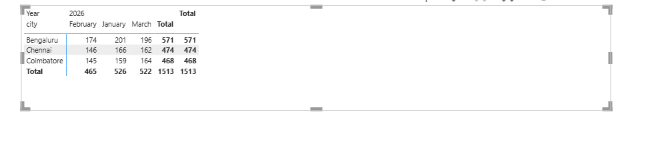 Year 2026 Total
city February January March Total
Bengaluru 174 201 196 571 571
Chennai 146 166 162 474 474
Coimbatore 145 159 164 468 468
Total 465 526 522 1513 1513